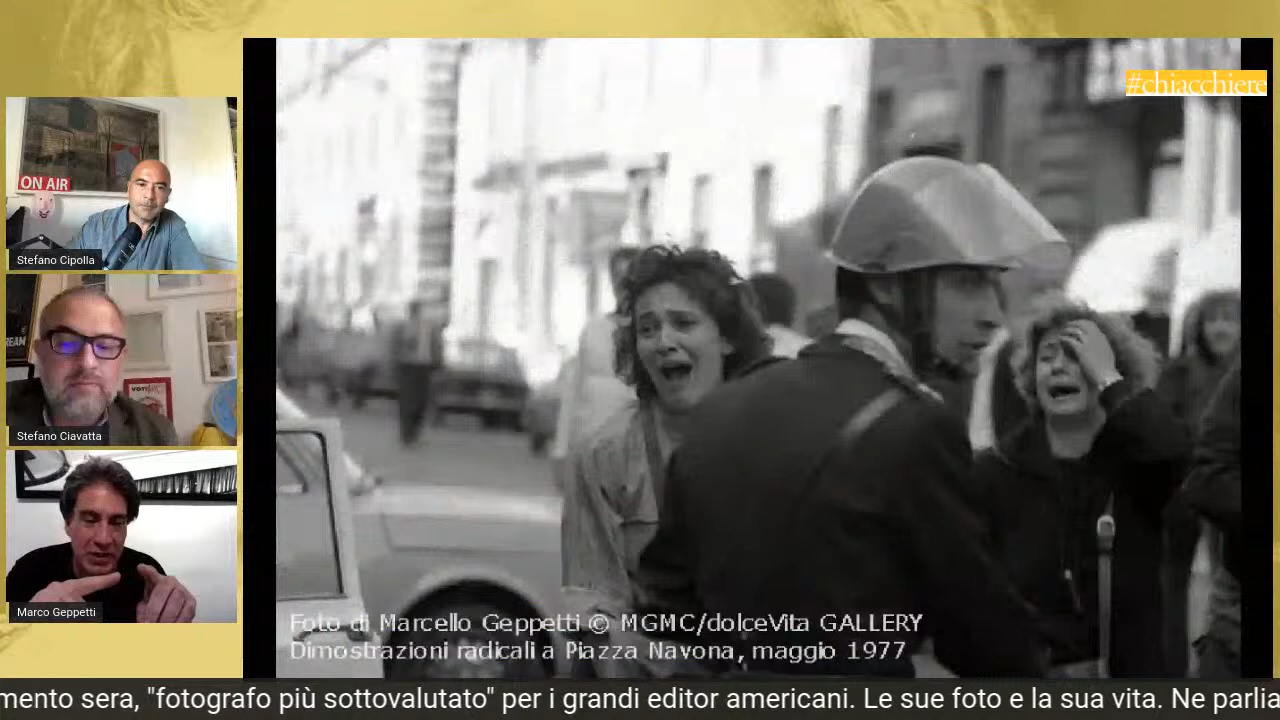 #chiacchiere
ON AIR
Stefano Cipolla
Stefano Ciavatta
Marco Geppetti
Foto di Marcello Geppetti © MGMC/dolceVita GALLERY
Dimostrazioni radicali a Piazza Navona, maggio 1977
mento sera, "fotografo più sottovalutato" per i grandi editor americani. Le sue foto e la sua vita. Ne parlia